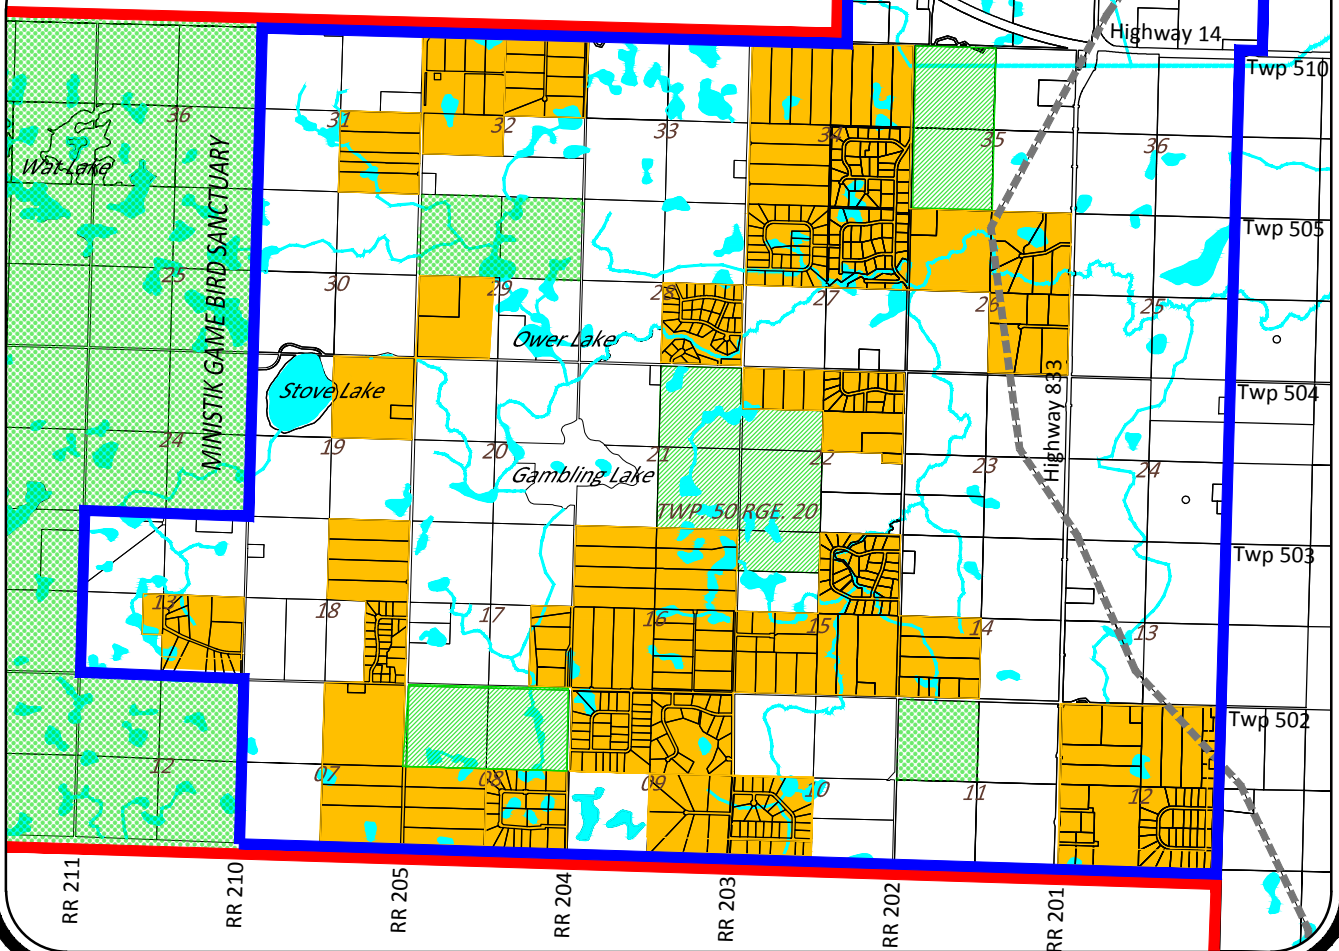 Highway 14
Twp 510
36
31
32
33
34
35
36
Wat Lake
MINISTIK GAME BIRD SANCTUARY
Twp 505
25
30
29
28
27
26
25
Ower Lake
Stove Lake
Highway 833
Twp 504
24
19
20
21
22
23
24
Gambling Lake
TWP. 50 RGE. 20
Twp 503
13
18
17
16
15
14
13
Twp 502
12
07
08
09
10
11
12
RR 211
RR 210
RR 205
RR 204
RR 203
RR 202
RR 201